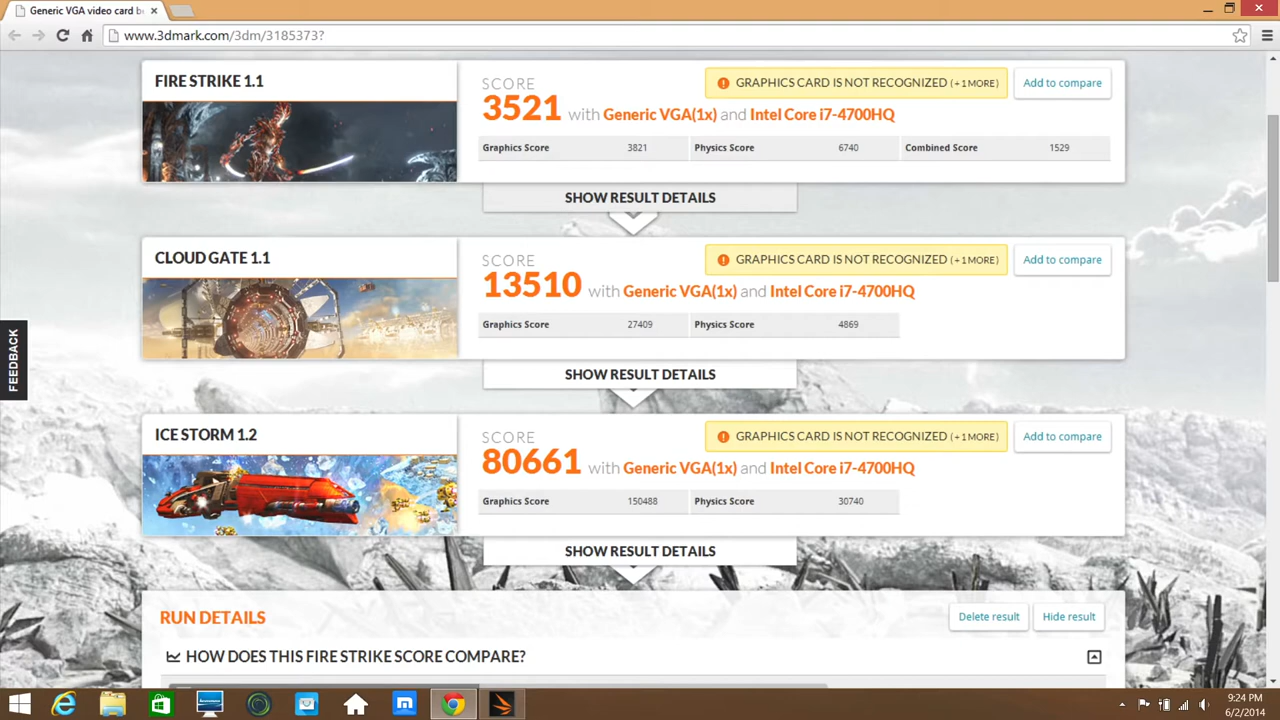 Generic VGA video card b
www.3dmark.com/3dm/3185373?
FIRE STRIKE 1.1
SCORE
GRAPHICS CARD IS NOT RECOGNIZED (+1 MORE)
Add to compare
3521 with Generic VGA(1x) and Intel Core i7-4700HQ
Graphics Score 3821 Physics Score 6740 Combined Score 1529
SHOW RESULT DETAILS
CLOUD GATE 1.1
SCORE
GRAPHICS CARD IS NOT RECOGNIZED (+1 MORE)
Add to compare
13510 with Generic VGA(1x) and Intel Core i7-4700HQ
Graphics Score 27409 Physics Score 4869
SHOW RESULT DETAILS
FEEDBACK
ICE STORM 1.2
SCORE
GRAPHICS CARD IS NOT RECOGNIZED (+1 MORE)
Add to compare
80661 with Generic VGA(1x) and Intel Core i7-4700HQ
Graphics Score 150488 Physics Score 30740
SHOW RESULT DETAILS
RUN DETAILS
Delete result
Hide result
HOW DOES THIS FIRE STRIKE SCORE COMPARE?
9:24 PM
6/2/2014